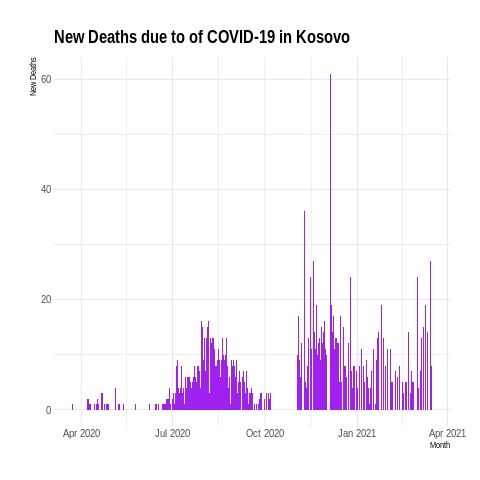 New Deaths due to of COVID-19 in Kosovo
New Deaths
60
40
20
0
Apr 2020
Jul 2020
Oct 2020
Jan 2021
Apr 2021
Month